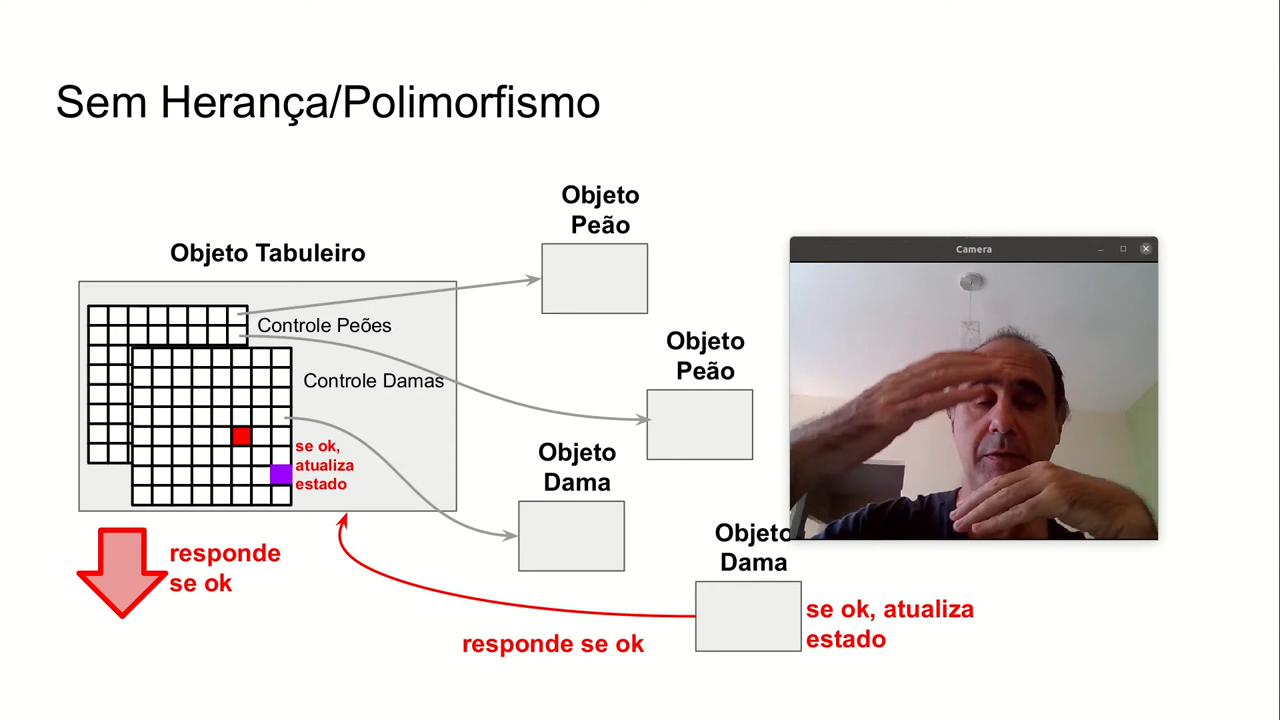 Sem Herança/Polimorfismo
Objeto
Peão
Objeto Tabuleiro
Camera
Controle Peões
Objeto
Peão
Controle Damas
se ok,
atualiza
estado
Objeto
Dama
Objeto
Dama
responde
se ok
se ok, atualiza
estado
responde se ok